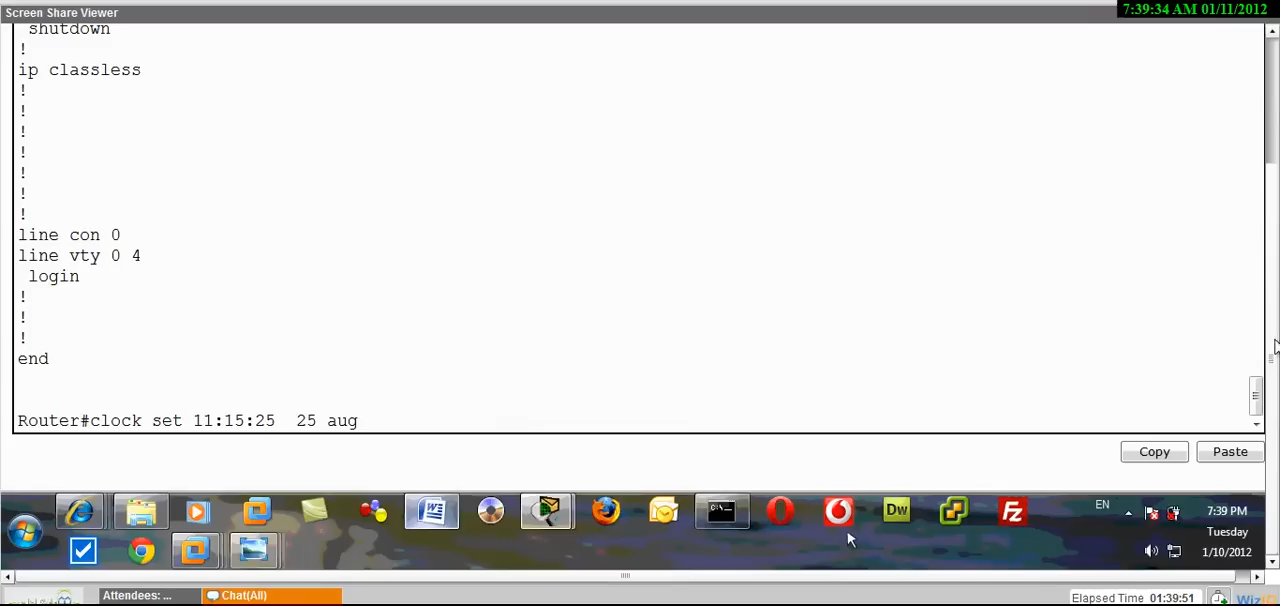 Screen Share Viewer
7:39:34 AM 01/11/2012
shutdown
!
ip classless
!
!
!
!
!
!
!
line con 0
line vty 0 4
login
!
!
!
end
Router#clock set 11:15:25  25 aug
Copy
Paste
EN
7:39 PM
Tuesday
1/10/2012
C:\_
Dw
Fz
Attendees: ...
Chat(All)
Elapsed Time 01:39:51